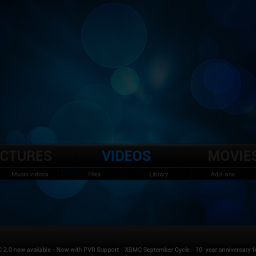 CTURES VIDEOS MOVIES
Music videos Files Library Add-ons
2.0 now available · Now with PVR Support · XBMC September Cycle · 10-year anniversary